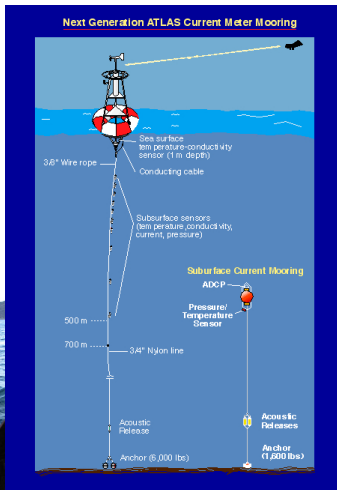 Next Generation ATLAS Current Meter Mooring
Sea surface
temperature-conductivity
sensor (1 m depth)
3/8" Wire rope
Conducting cable
Subsurface sensors
(temperature,conductivity,
current, pressure)
Suburface Current Mooring
ADCP
Pressure/
Temperature
Sensor
500 m
700 m
3/4" Nylon line
Acoustic
Release
Acoustic
Releases
Anchor (6,000 lbs)
Anchor
(1,600 lbs)